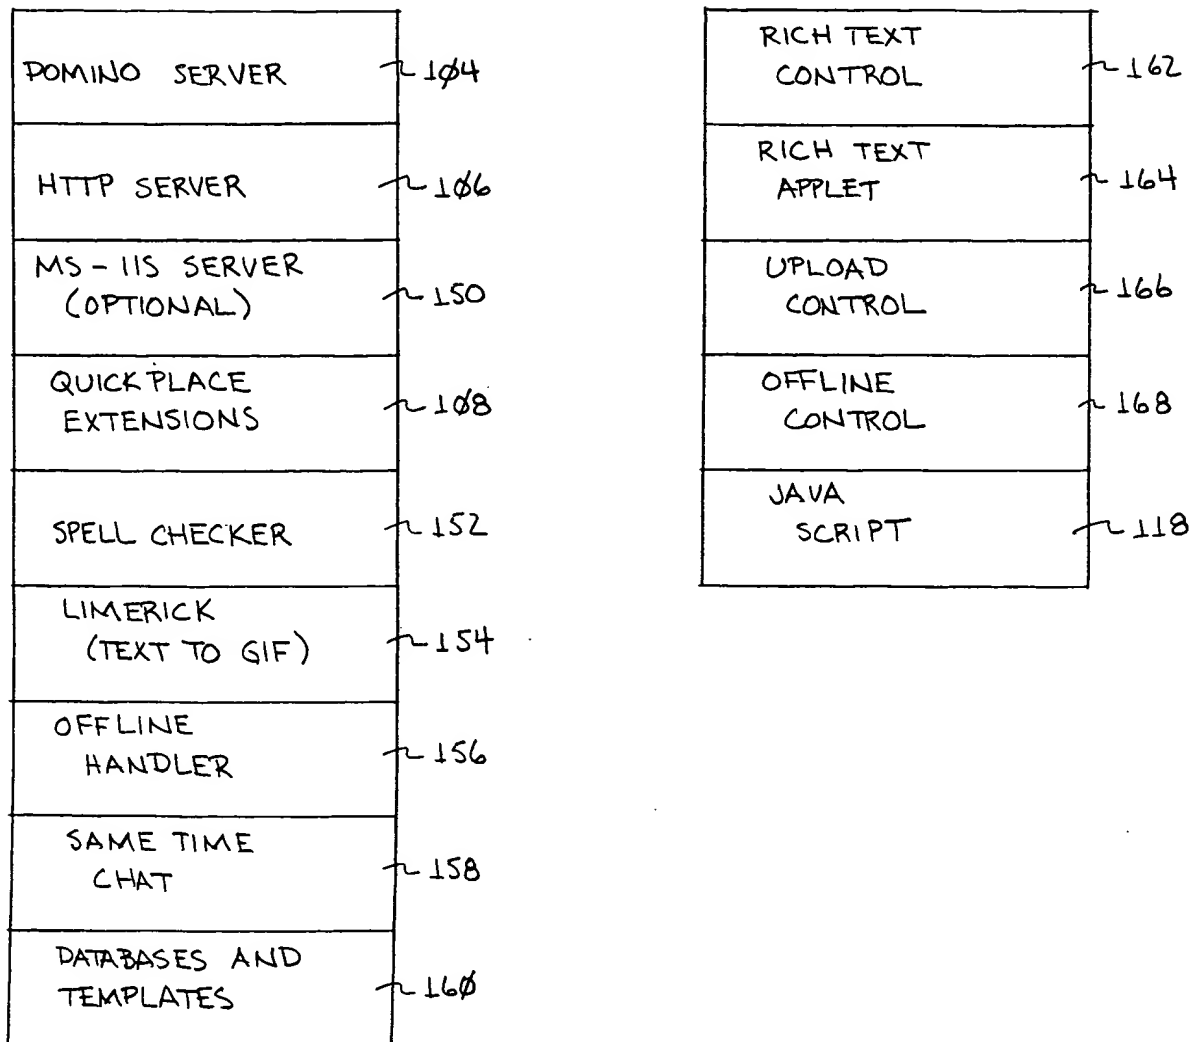 DOMINO SERVER 104
HTTP SERVER 106
MS-IIS SERVER
(OPTIONAL) 150
QUICKPLACE
EXTENSIONS 108
SPELL CHECKER 152
LIMERICK
(TEXT TO GIF) 154
OFFLINE
HANDLER 156
SAME TIME
CHAT 158
DATABASES AND
TEMPLATES 160
RICH TEXT
CONTROL 162
RICH TEXT
APPLET 164
UPLOAD
CONTROL 166
OFFLINE
CONTROL 168
JAVA
SCRIPT 118